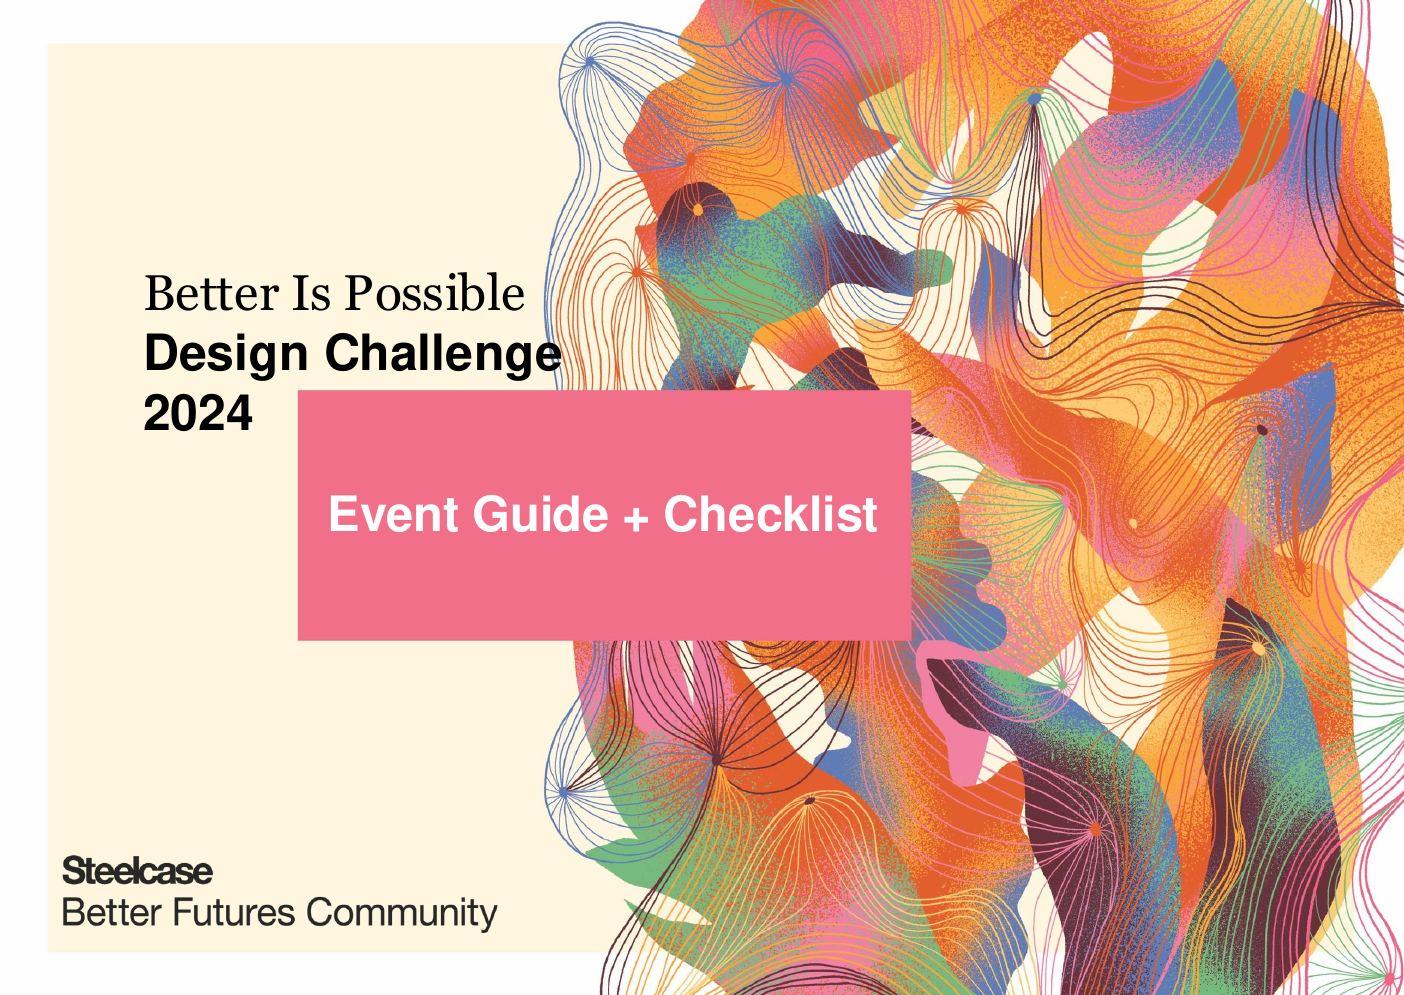 Better Is Possible
Design Challenge
2024
Event Guide + Checklist
Steelcase
Better Futures Community